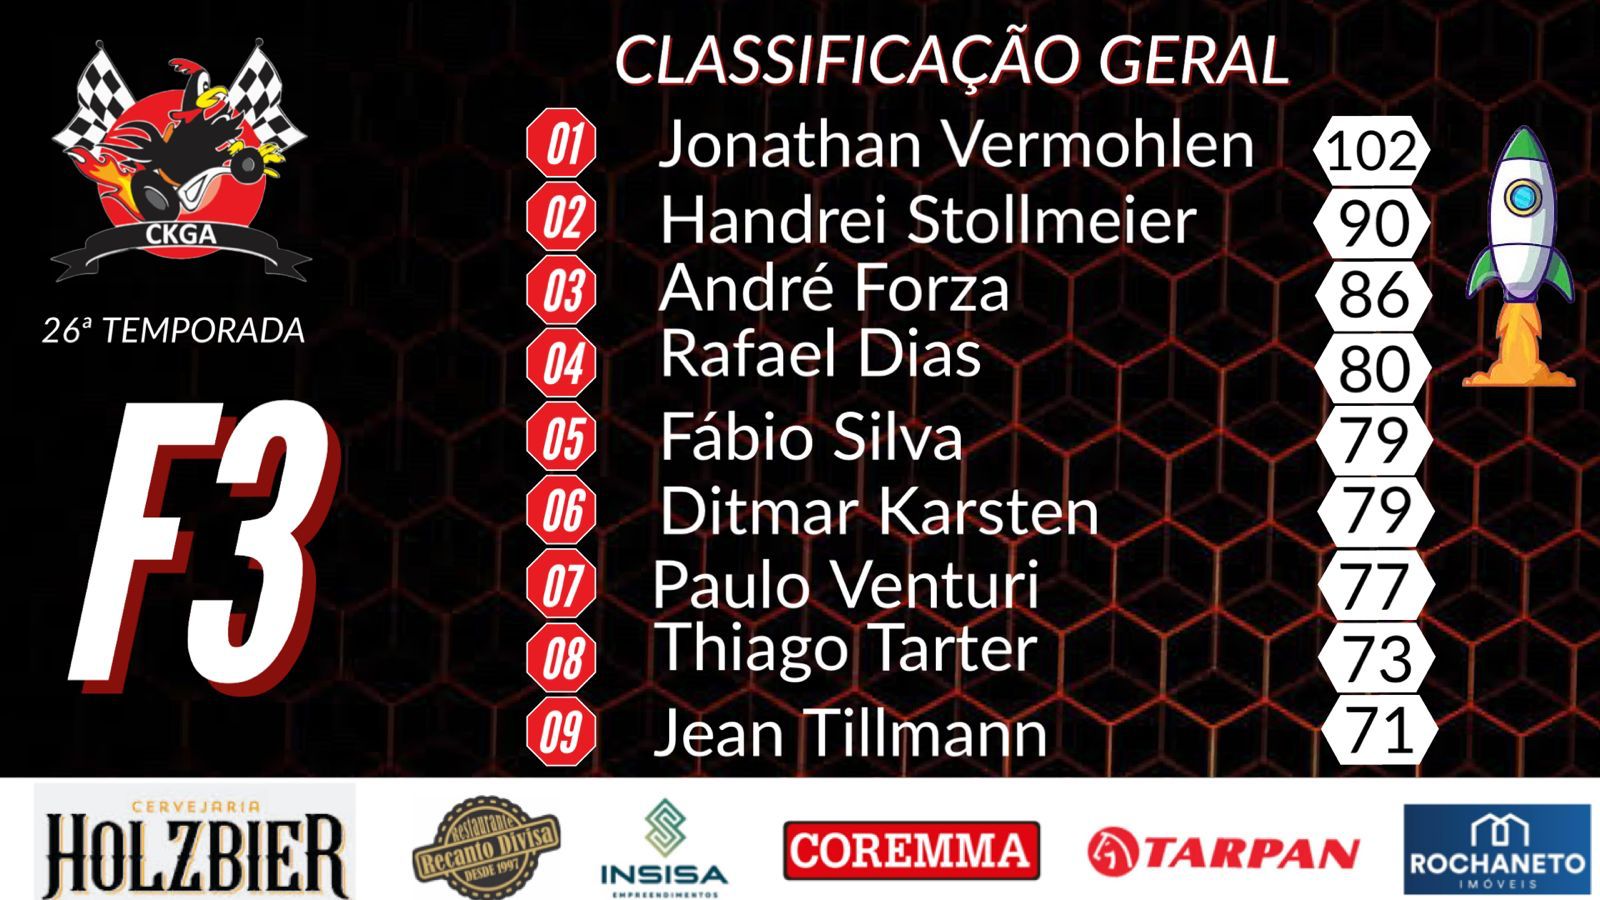 CLASSIFICAÇÃO GERAL
CKGA
26ª TEMPORADA
F3
01 Jonathan Vermohlen 102
02 Handrei Stollmeier 90
03 André Forza 86
04 Rafael Dias 80
05 Fábio Silva 79
06 Ditmar Karsten 79
07 Paulo Venturi 77
08 Thiago Tarter 73
09 Jean Tillmann 71
CERVEJARIA
HOLZBIER
Restaurante
Recanto Divisa
DESDE 1997
INSISA
EMPREENDIMENTOS
COREMMA
TARPAN
ROCHANETO
IMÓVEIS